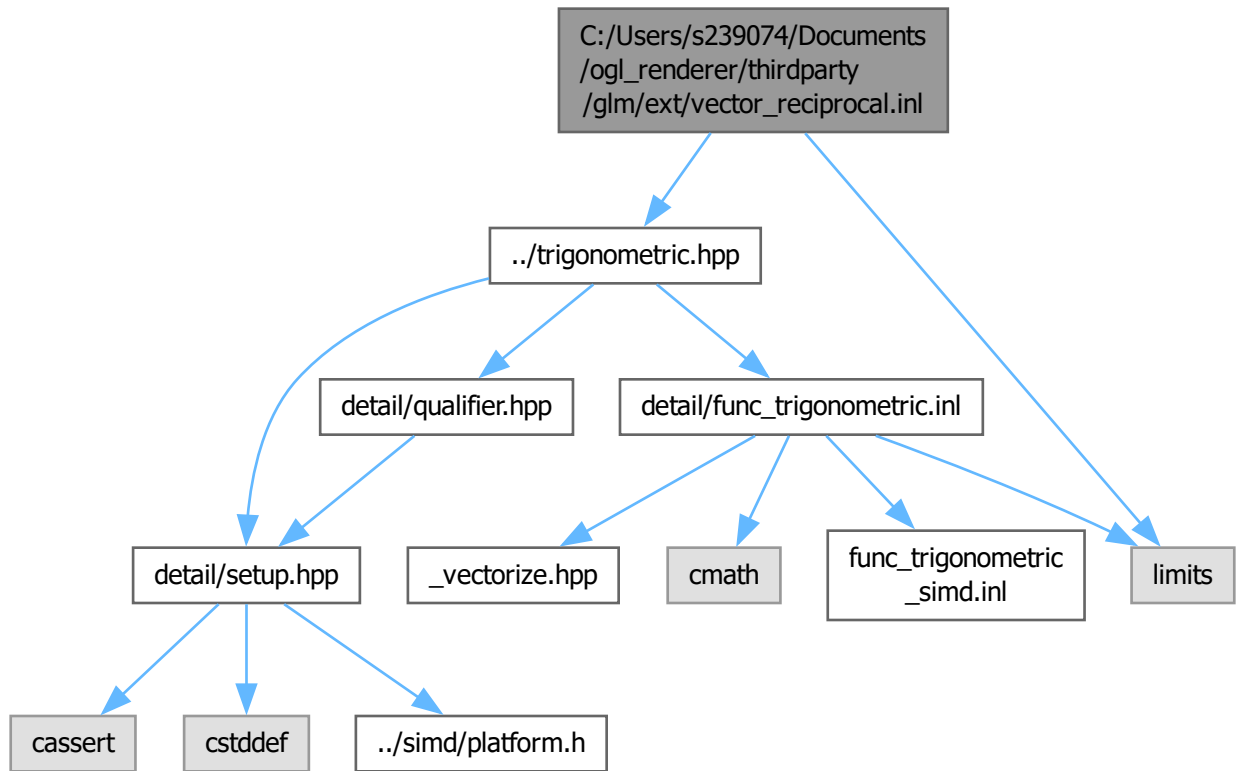 C:/Users/s239074/Documents
/ogl_renderer/thirdparty
/glm/ext/vector_reciprocal.inl
../trigonometric.hpp
detail/qualifier.hpp
detail/func_trigonometric.inl
detail/setup.hpp
_vectorize.hpp
cmath
func_trigonometric
_simd.inl
limits
cassert
cstddef
../simd/platform.h